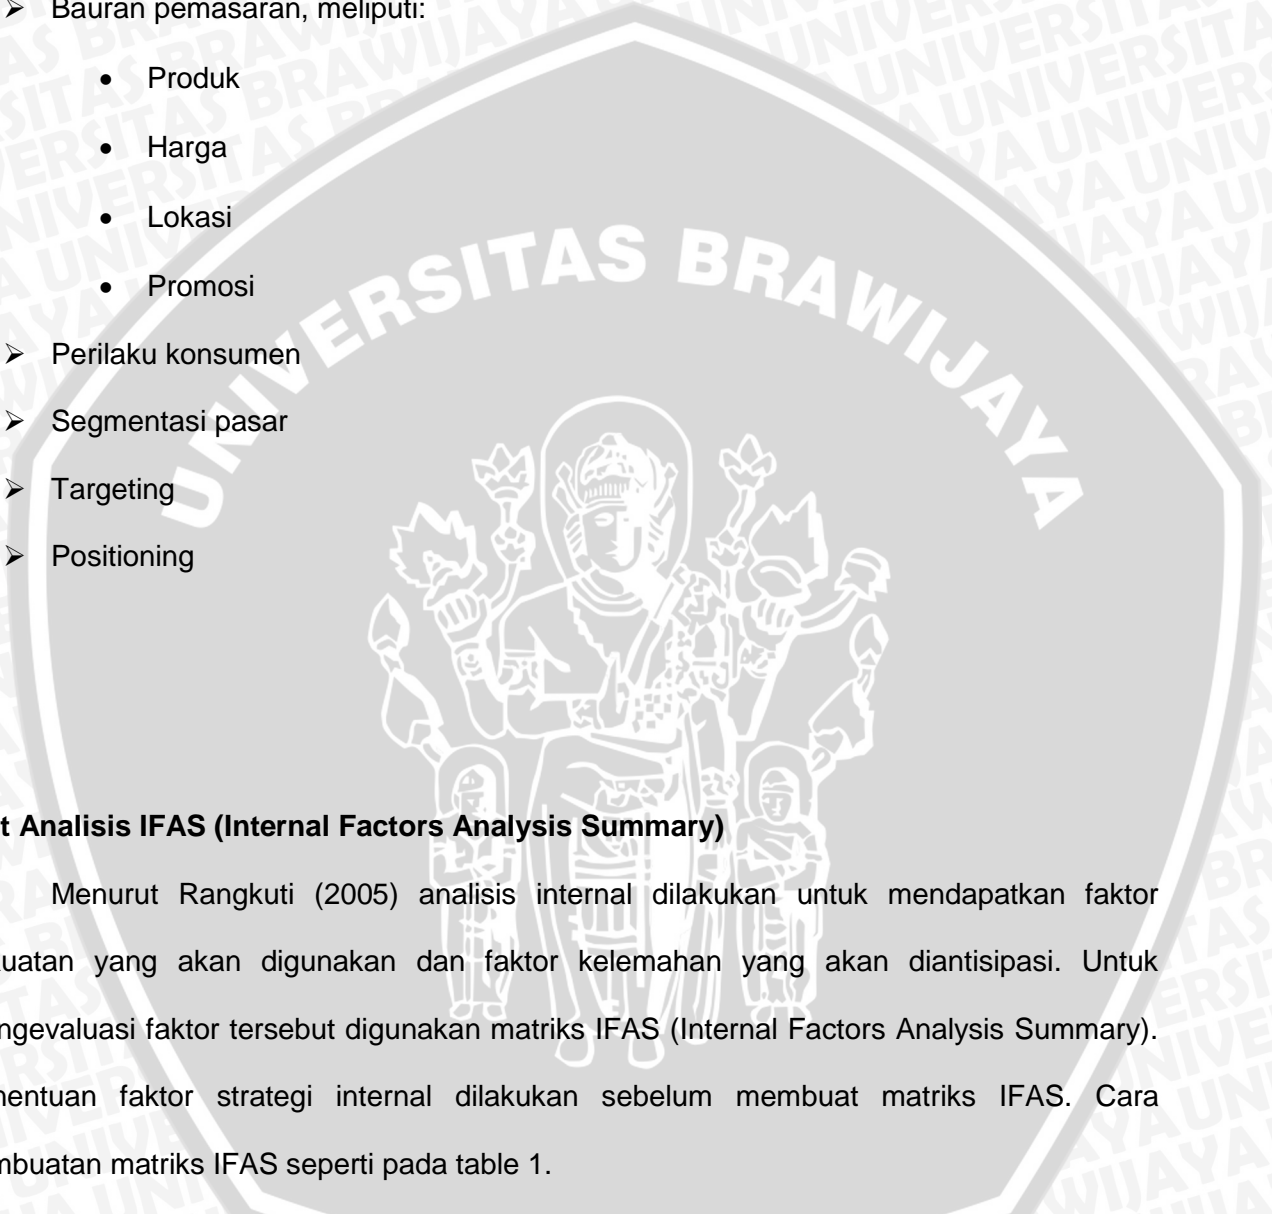 ➢ Bauran pemasaran, meliputi:
• Produk
• Harga
• Lokasi
• Promosi
➢ Perilaku konsumen
➢ Segmentasi pasar
➢ Targeting
➢ Positioning
UNIVERSITAS BRAWIJAYA
t Analisis IFAS (Internal Factors Analysis Summary)
Menurut Rangkuti (2005) analisis internal dilakukan untuk mendapatkan faktor
uatan yang akan digunakan dan faktor kelemahan yang akan diantisipasi. Untuk
ngevaluasi faktor tersebut digunakan matriks IFAS (Internal Factors Analysis Summary).
nentuan faktor strategi internal dilakukan sebelum membuat matriks IFAS. Cara
mbuatan matriks IFAS seperti pada table 1.